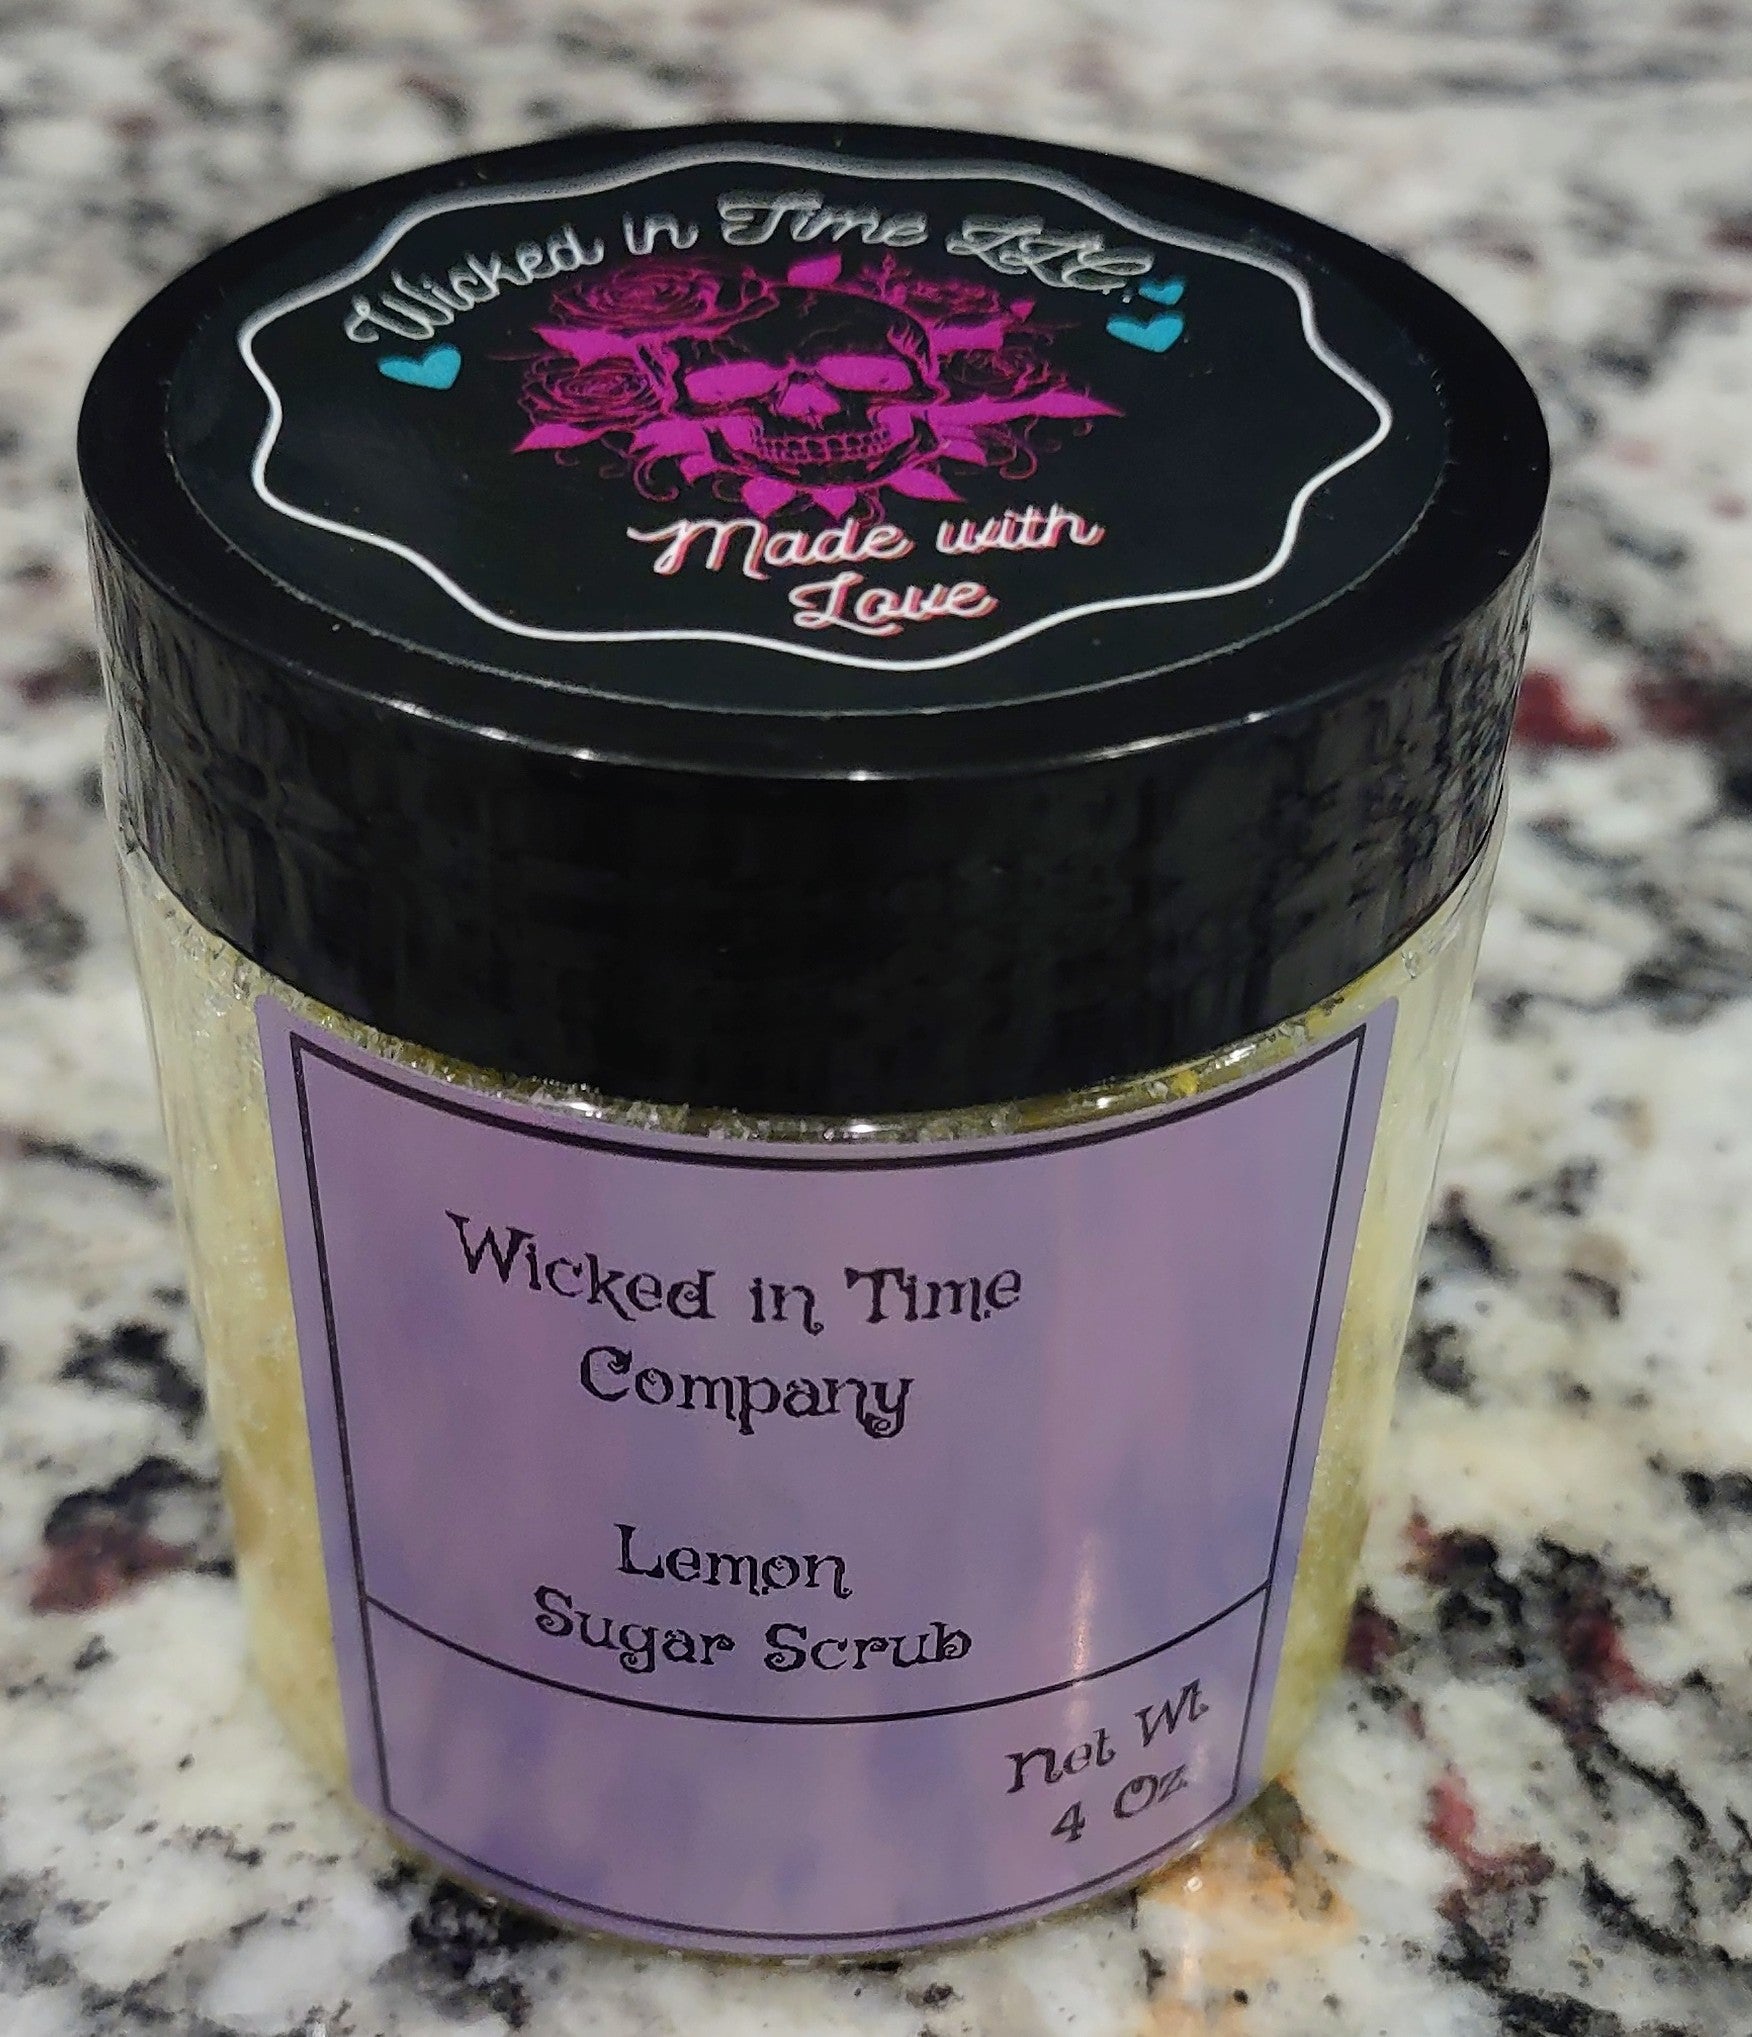 Wicked in Time LLC.
Made with
Love
Wicked in Time
Company
Lemon
Sugar Scrub
Net Wt
4 Oz